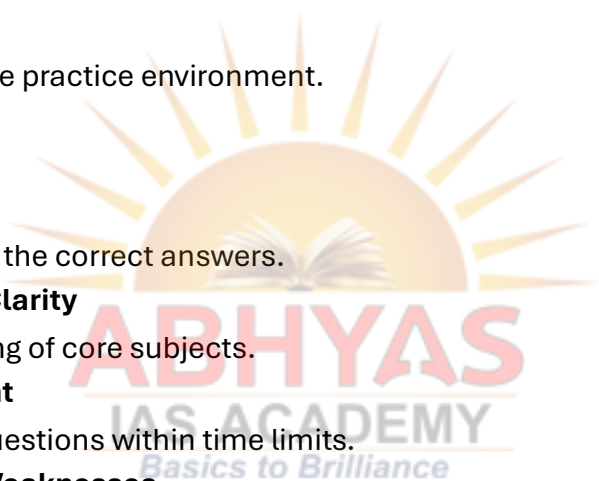 e practice environment.
the correct answers.
larity
ABHYAS
ng of core subjects.
t
IAS ACADEMY
uestions within time limits.
Basics to Brilliance